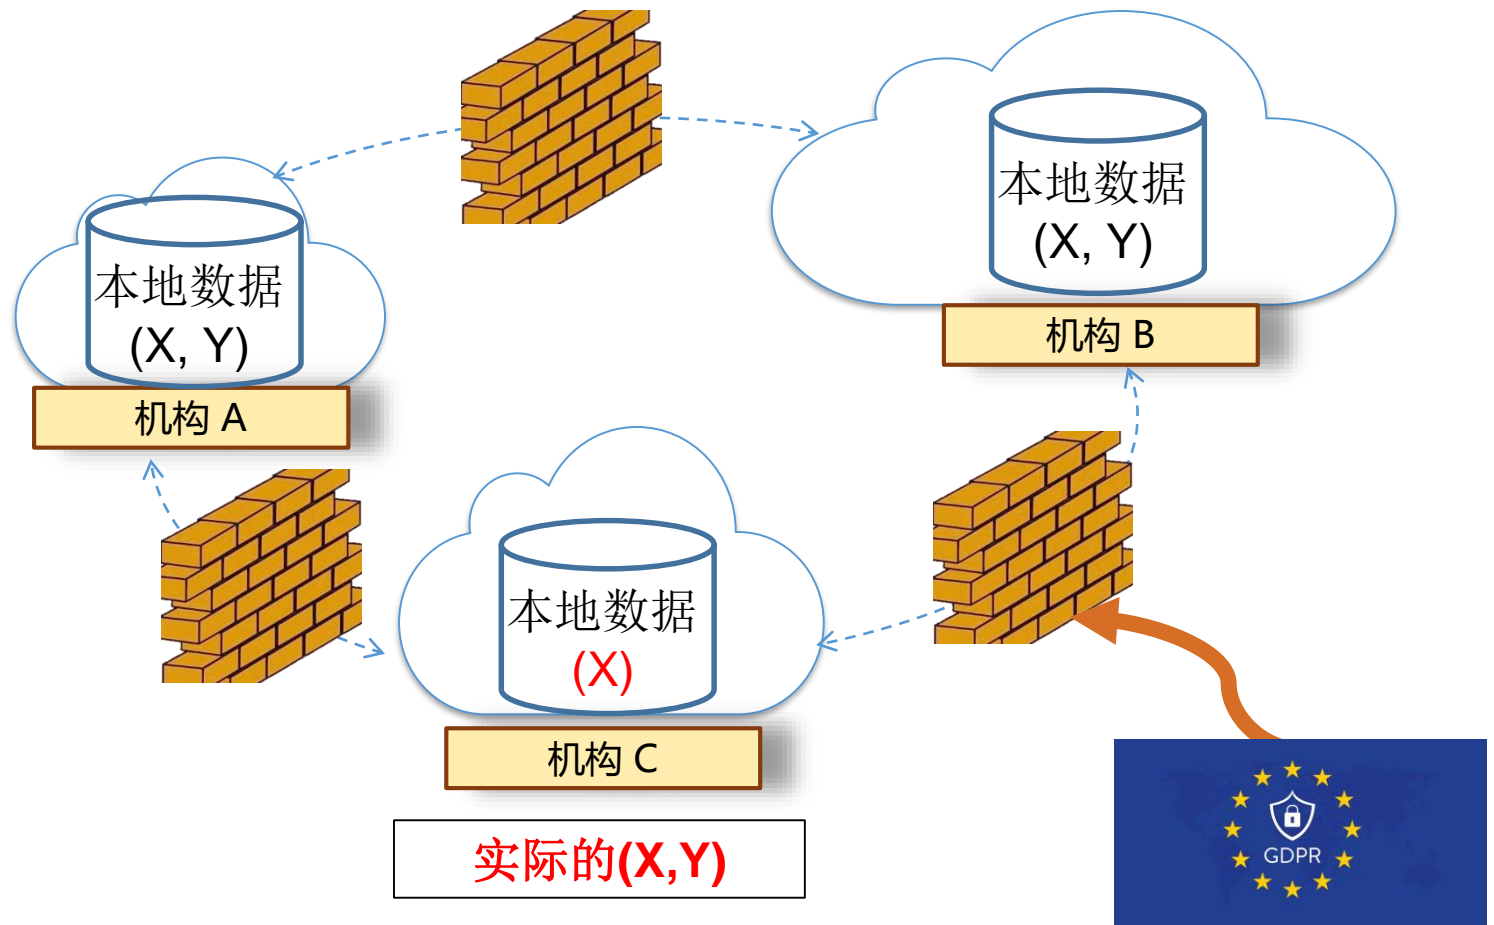 本地数据
(X, Y)
机构 B
本地数据
(X, Y)
机构 A
本地数据
(X)
机构 C
实际的(X,Y)
GDPR